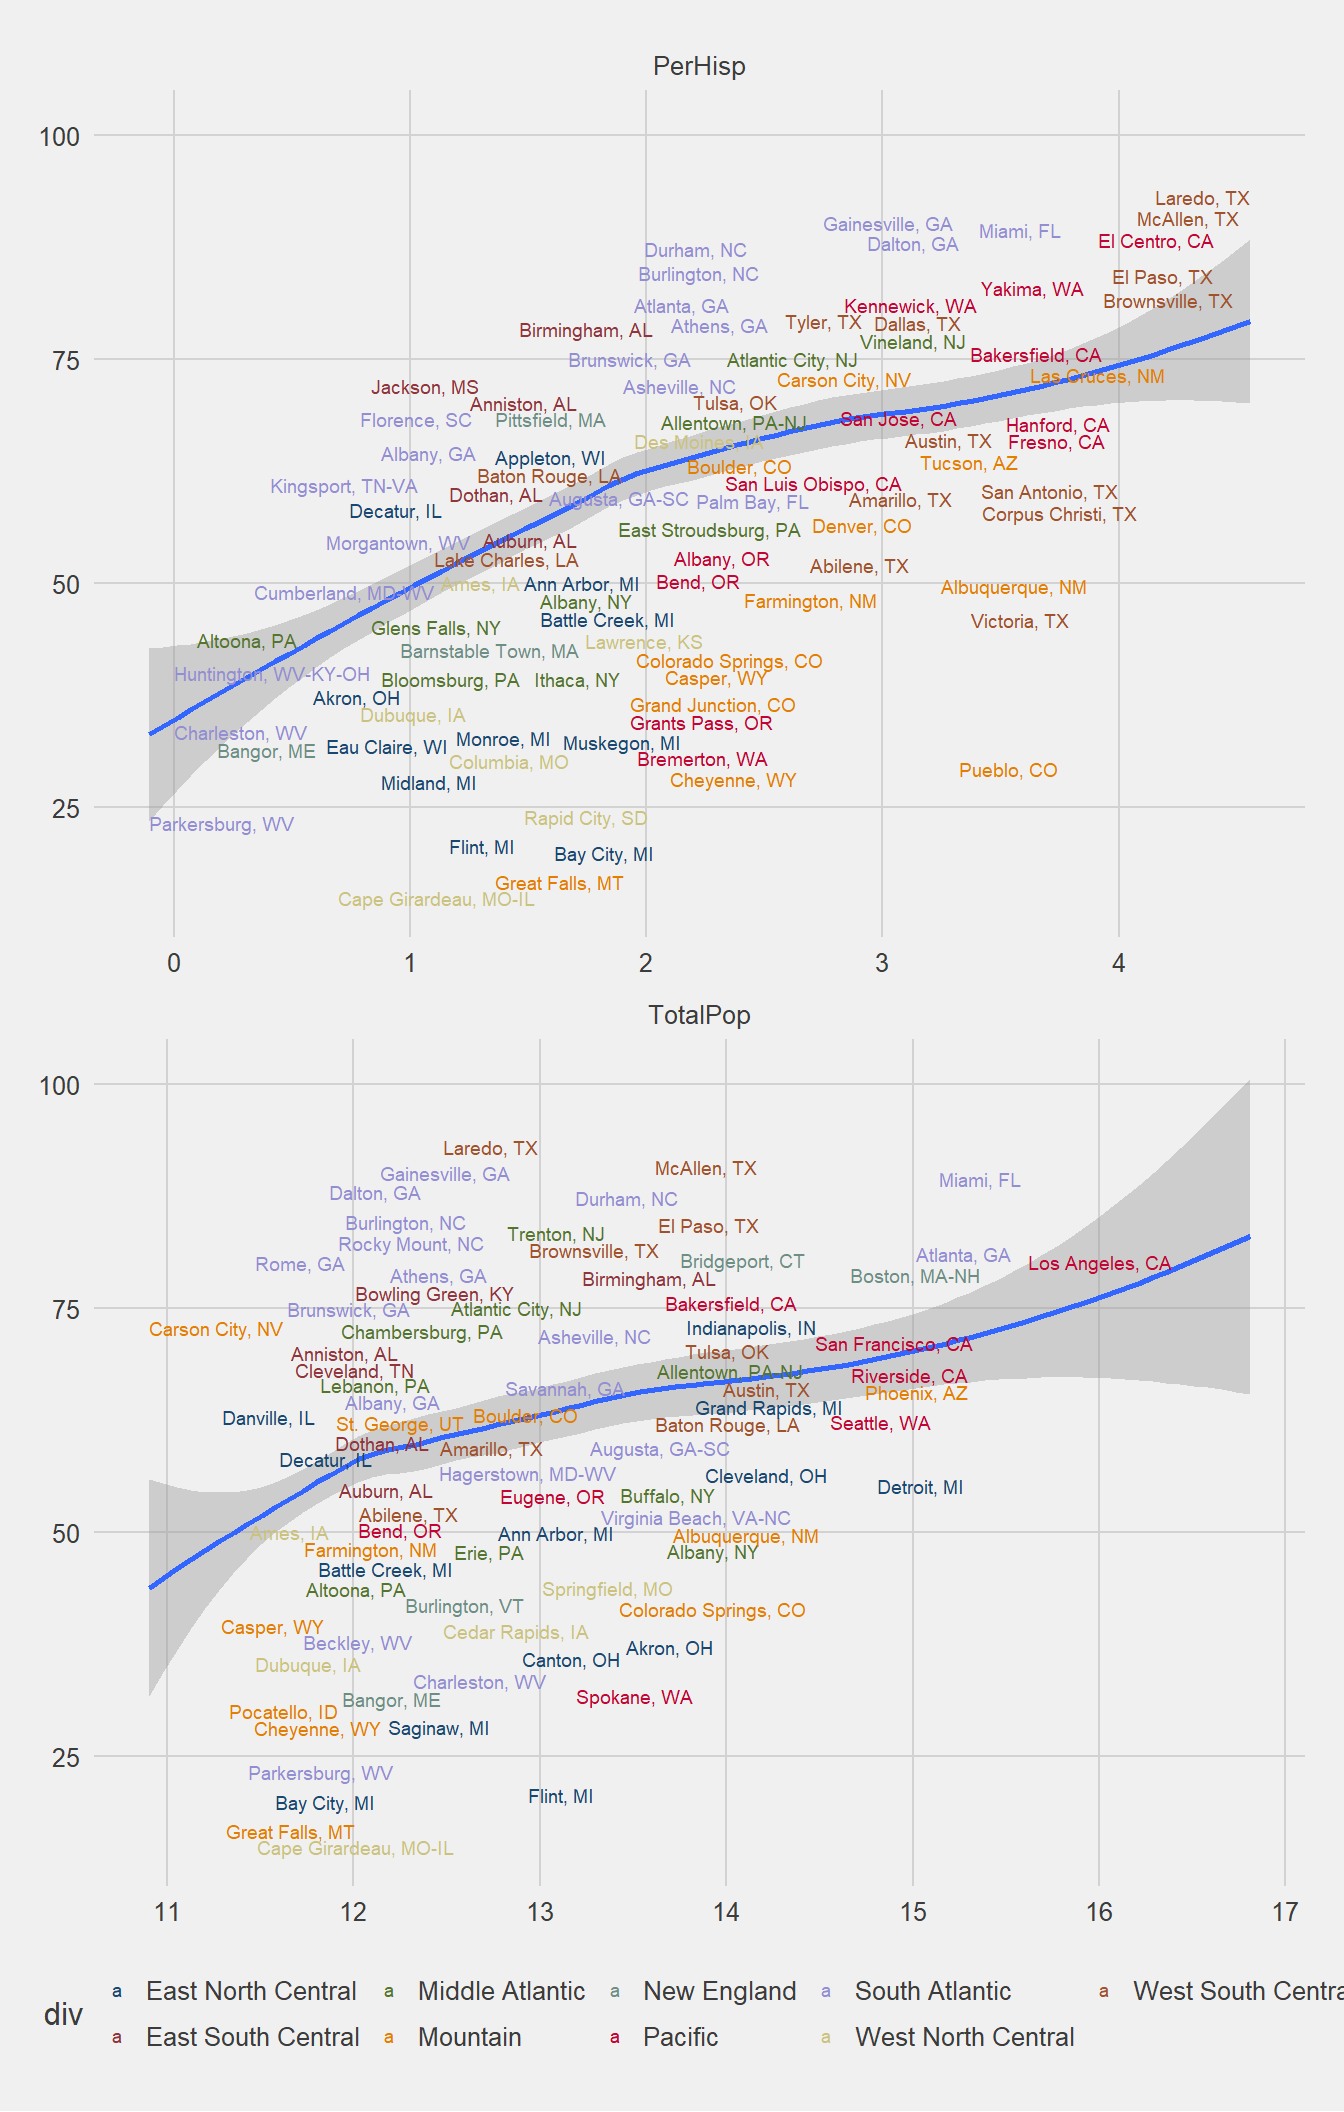 PerHisp
100
Laredo, TX
McAllen, TX
Gainesville, GA
Miami, FL
El Centro, CA
Dalton, GA
Durham, NC
Burlington, NC
El Paso, TX
Yakima, WA
Brownsville, TX
Atlanta, GA
Kennewick, WA
Tyler, TX
Dallas, TX
Athens, GA
Birmingham, AL
Vineland, NJ
75
Brunswick, GA
Atlantic City, NJ
Bakersfield, CA
Las Cruces, NM
Carson City, NV
Jackson, MS
Asheville, NC
Anniston, AL
Tulsa, OK
Florence, SC
Pittsfield, MA
Allentown, PA-NJ
San Jose, CA
Hanford, CA
Des Moines, IA
Austin, TX
Fresno, CA
Albany, GA
Appleton, WI
Boulder, CO
Tucson, AZ
Baton Rouge, LA
Kingsport, TN-VA
San Luis Obispo, CA
Dothan, AL
Augusta, GA-SC
Palm Bay, FL
Amarillo, TX
San Antonio, TX
Decatur, IL
Corpus Christi, TX
East Stroudsburg, PA
Denver, CO
Morgantown, WV
Auburn, AL
Lake Charles, LA
Albany, OR
Abilene, TX
50
Cumberland, MD-WV
Ames, IA
Ann Arbor, MI
Bend, OR
Albuquerque, NM
Albany, NY
Farmington, NM
Battle Creek, MI
Victoria, TX
Altoona, PA
Glens Falls, NY
Lawrence, KS
Barnstable Town, MA
Colorado Springs, CO
Huntington, WV-KY-OH
Bloomsburg, PA
Ithaca, NY
Casper, WY
Akron, OH
Grand Junction, CO
Dubuque, IA
Grants Pass, OR
Charleston, WV
Monroe, MI
Muskegon, MI
Bangor, ME
Eau Claire, WI
Columbia, MO
Bremerton, WA
Pueblo, CO
Midland, MI
Cheyenne, WY
25
Parkersburg, WV
Rapid City, SD
Flint, MI
Bay City, MI
Great Falls, MT
Cape Girardeau, MO-IL
0 1 2 3 4
TotalPop
100
Laredo, TX
McAllen, TX
Gainesville, GA
Miami, FL
Dalton, GA
Durham, NC
Burlington, NC
El Paso, TX
Trenton, NJ
Rocky Mount, NC
Brownsville, TX
Atlanta, GA
Rome, GA
Bridgeport, CT
Los Angeles, CA
Athens, GA
Birmingham, AL
Boston, MA-NH
Bowling Green, KY
75
Brunswick, GA
Atlantic City, NJ
Bakersfield, CA
Carson City, NV
Chambersburg, PA
Asheville, NC
Indianapolis, IN
San Francisco, CA
Anniston, AL
Tulsa, OK
Cleveland, TN
Allentown, PA-NJ
Riverside, CA
Lebanon, PA
Savannah, GA
Austin, TX
Phoenix, AZ
Albany, GA
Grand Rapids, MI
Danville, IL
St. George, UT
Boulder, CO
Baton Rouge, LA
Seattle, WA
Dothan, AL
Amarillo, TX
Augusta, GA-SC
Decatur, IL
Hagerstown, MD-WV
Cleveland, OH
Detroit, MI
Auburn, AL
Eugene, OR
Buffalo, NY
Abilene, TX
Virginia Beach, VA-NC
50
Ames, IA
Bend, OR
Ann Arbor, MI
Albuquerque, NM
Farmington, NM
Erie, PA
Albany, NY
Battle Creek, MI
Altoona, PA
Springfield, MO
Burlington, VT
Colorado Springs, CO
Casper, WY
Cedar Rapids, IA
Beckley, WV
Akron, OH
Dubuque, IA
Canton, OH
Charleston, WV
Bangor, ME
Spokane, WA
Pocatello, ID
Cheyenne, WY
Saginaw, MI
25
Parkersburg, WV
Bay City, MI
Flint, MI
Great Falls, MT
Cape Girardeau, MO-IL
11 12 13 14 15 16 17
div
a East North Central a Middle Atlantic a New England a South Atlantic a West South Centra
a East South Central a Mountain a Pacific a West North Central